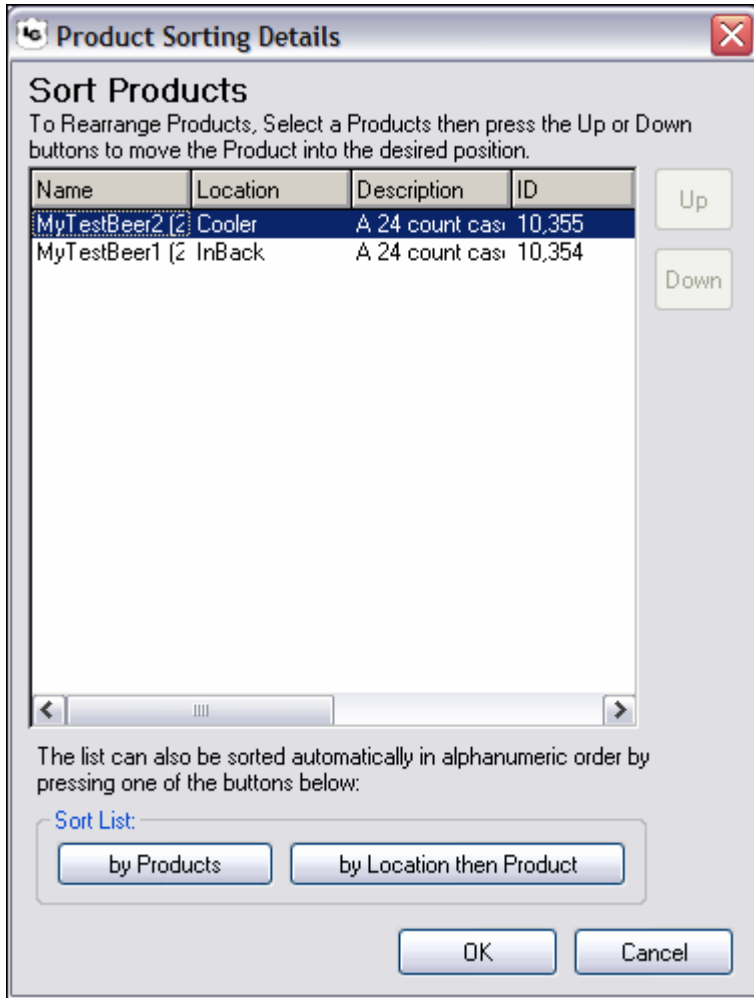 Product Sorting Details
Sort Products
To Rearrange Products, Select a Products then press the Up or Down
buttons to move the Product into the desired position.
Name Location Description ID
MyTestBeer2 (2 Cooler A 24 count cas 10,355
MyTestBeer1 (2 InBack A 24 count cas 10,354
Up
Down
The list can also be sorted automatically in alphanumeric order by
pressing one of the buttons below:
Sort List:
by Products by Location then Product
OK Cancel